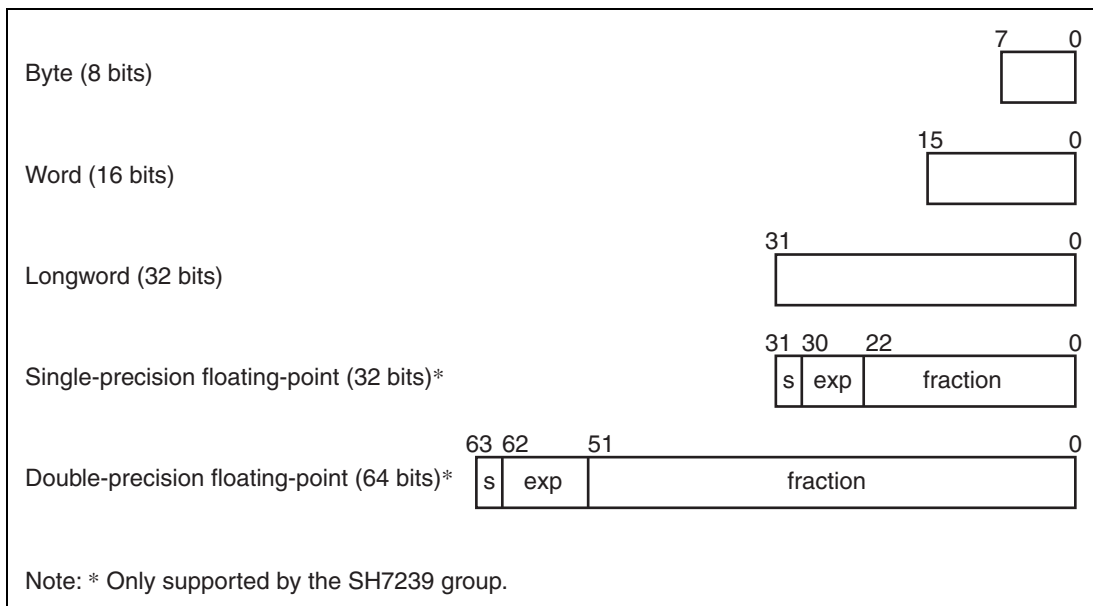 7 0
Byte (8 bits)
15 0
Word (16 bits)
31 0
Longword (32 bits)
31 30 22 0
Single-precision floating-point (32 bits)* s exp fraction
63 62 51 0
Double-precision floating-point (64 bits)* s exp fraction
Note: * Only supported by the SH7239 group.